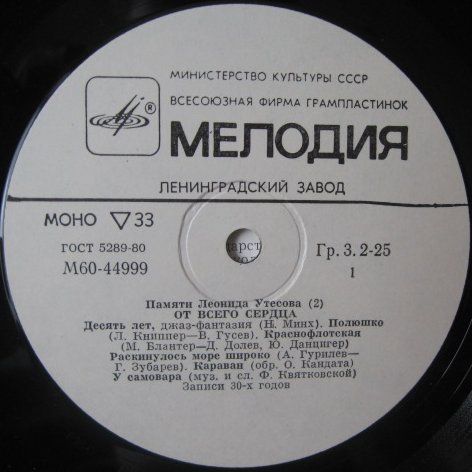 МИНИСТЕРСТВО КУЛЬТУРЫ СССР
ВСЕСОЮЗНАЯ ФИРМА ГРАМПЛАСТИНОК
®
МЕЛОДИЯ
ЛЕНИНГРАДСКИЙ ЗАВОД
МОНО ▽ 33
ГОСТ 5289-80
М60-44999
Гр. 3. 2-25
1
Памяти Леонида Утесова (2)
ОТ ВСЕГО СЕРДЦА
Десять лет, джаз-фантазия (Н. Минх). Полюшко
(Л. Книппер—В. Гусев). Краснофлотская
(М. Блантер—Д. Долев, Ю. Данцигер)
Раскинулось море широко (А. Гурилев—
Г. Зубарев). Караван (обр. О. Кандата)
У самовара (муз. и сл. Ф. Квятковской)
Записи 30-х годов